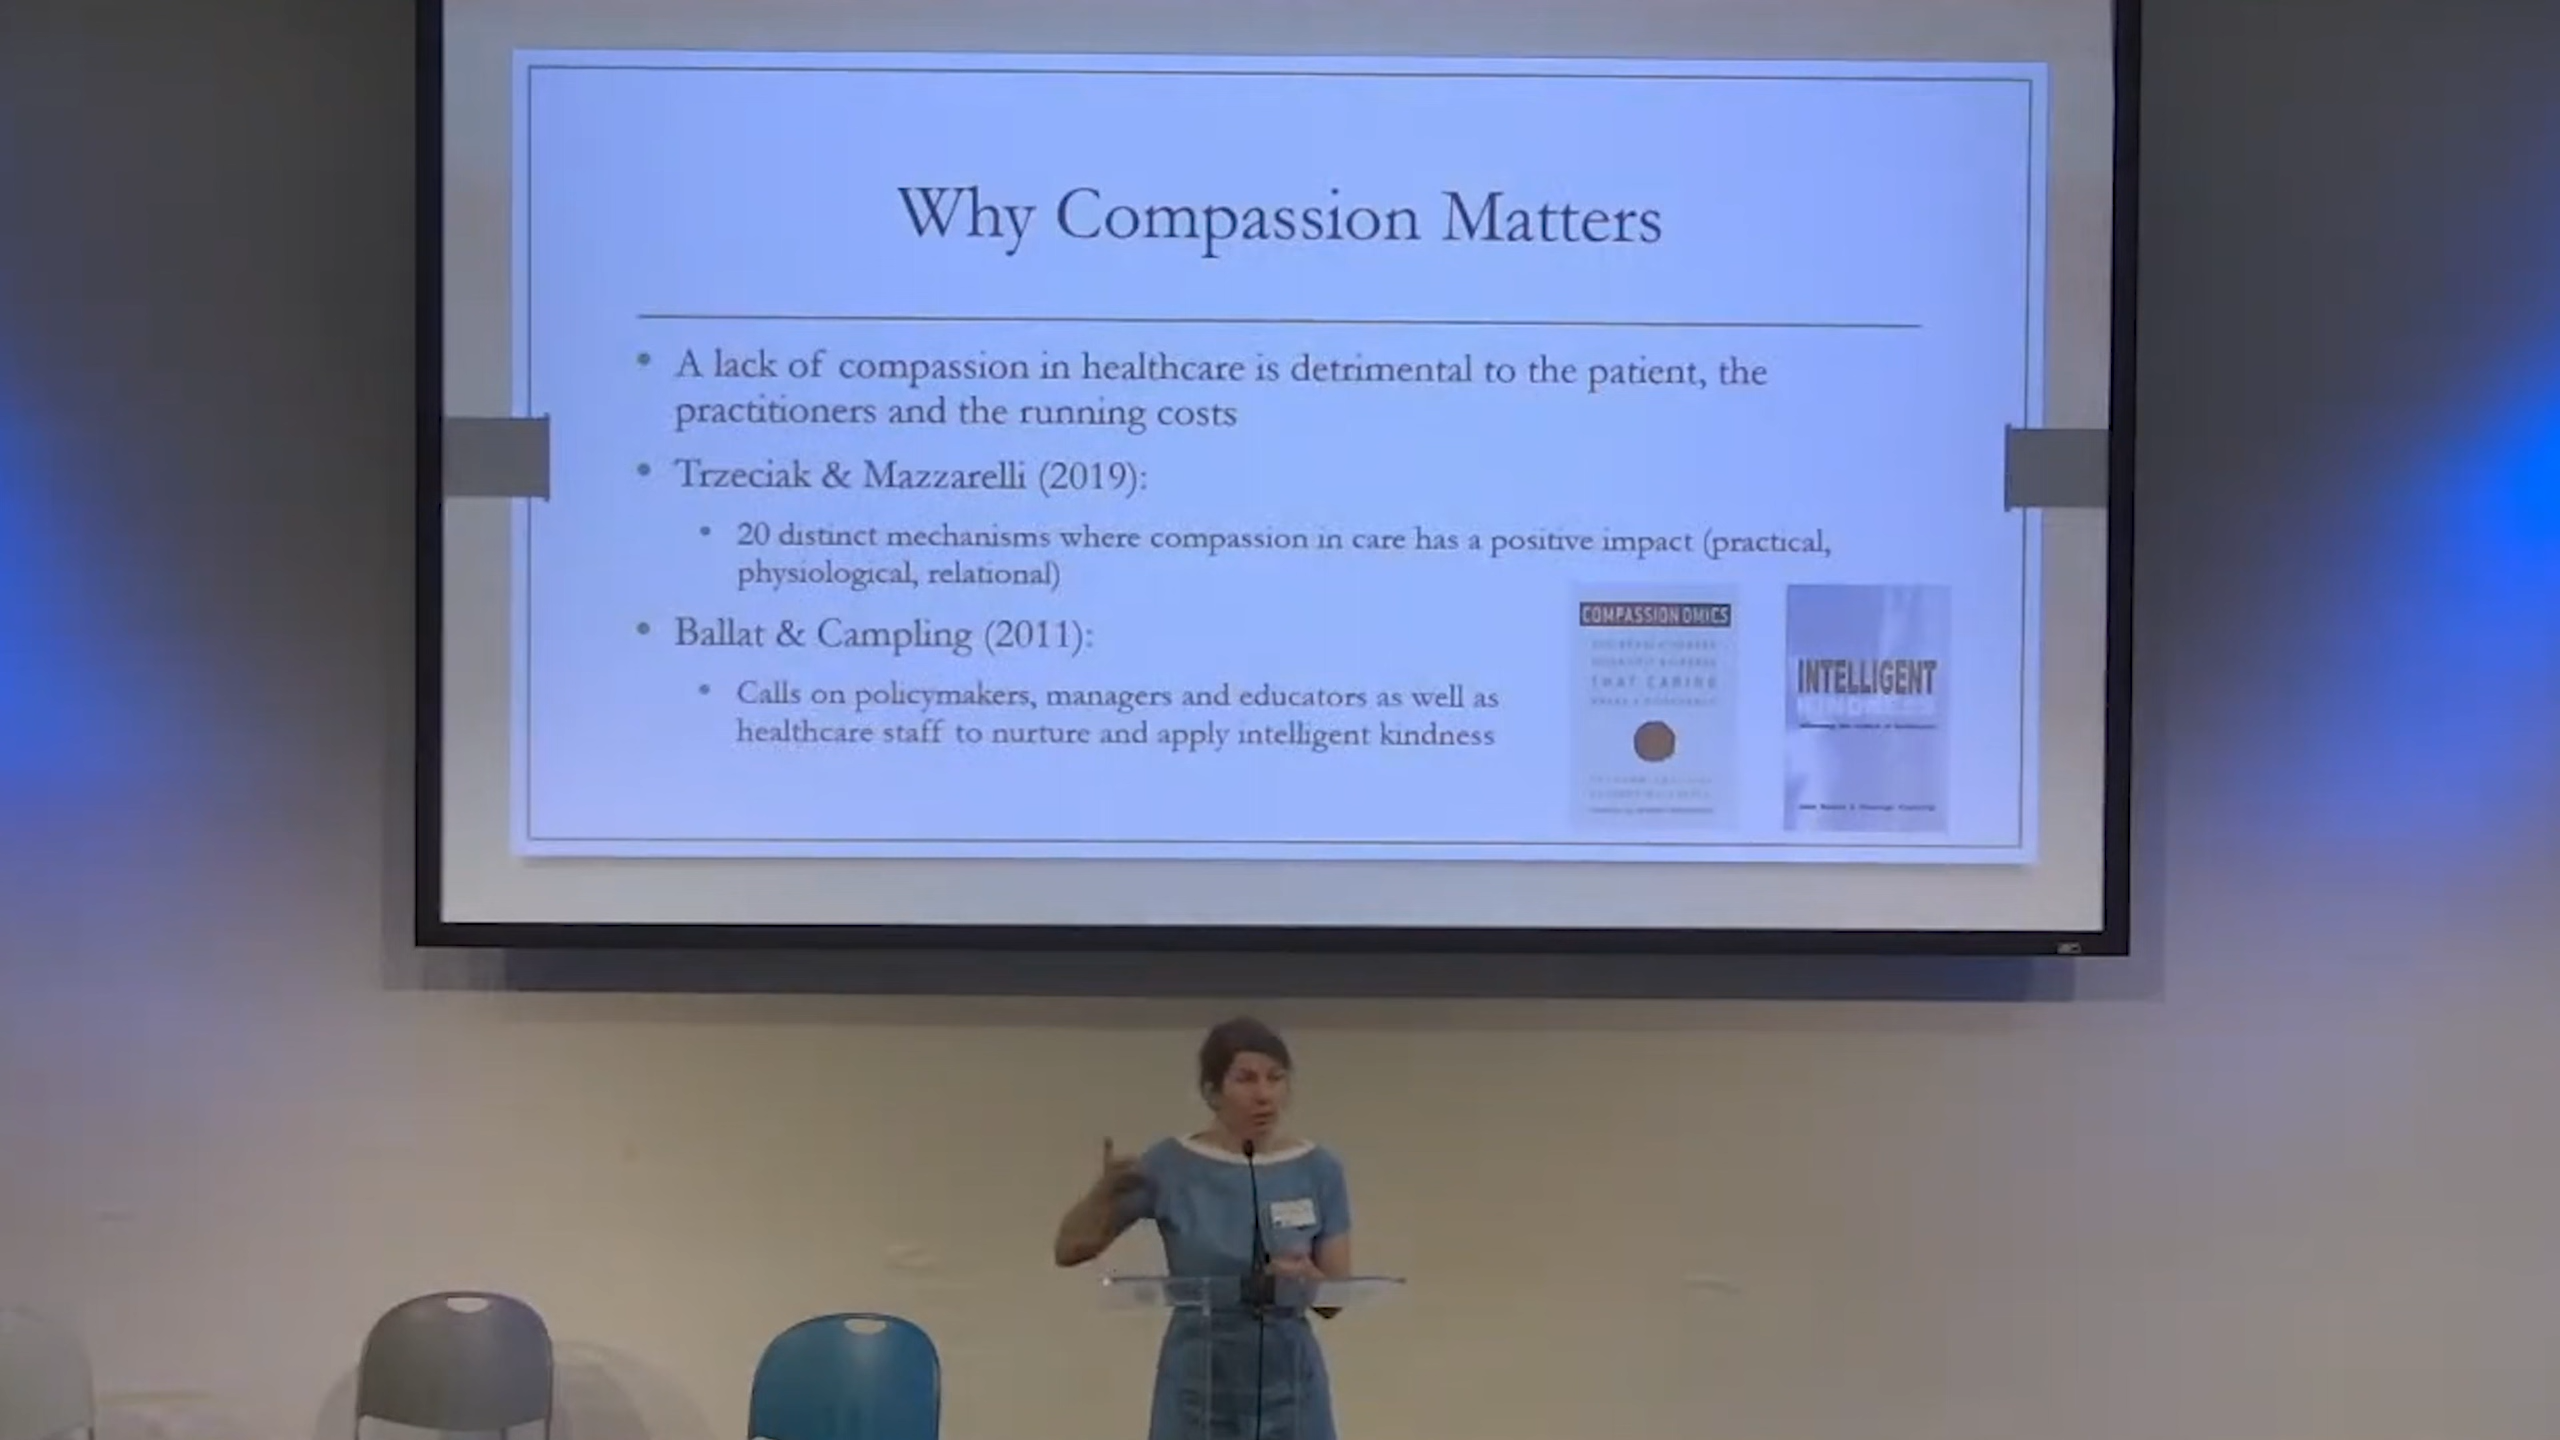 Why Compassion Matters
• A lack of compassion in healthcare is detrimental to the patient, the
practitioners and the running costs
• Trzeciak & Mazzarelli (2019):
• 20 distinct mechanisms where compassion in care has a positive impact (practical,
physiological, relational)
• Ballat & Campling (2011):
• Calls on policymakers, managers and educators as well as
healthcare staff to nurture and apply intelligent kindness
COMPASSIONOMICS
THAT CARING
INTELLIGENT
KINDNESS